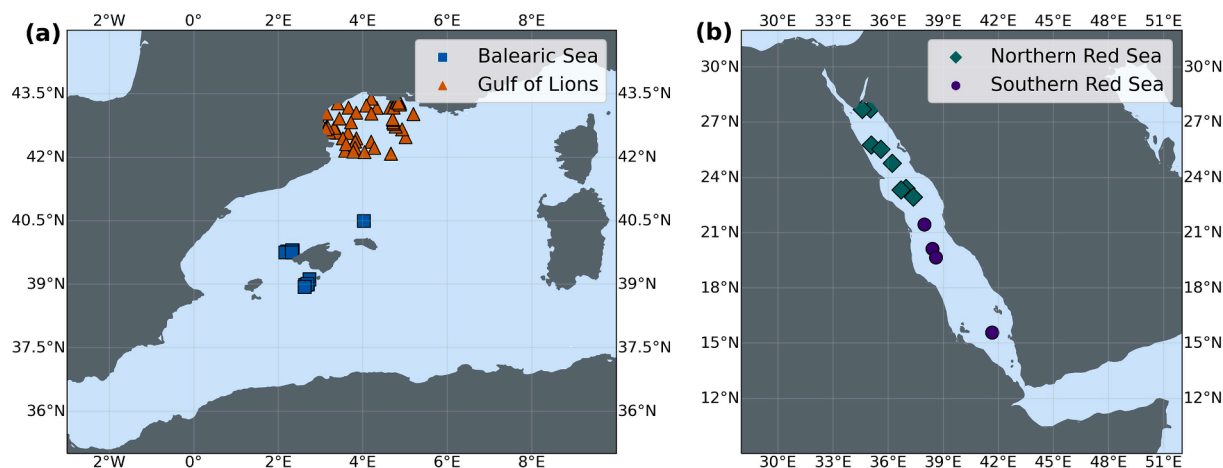 2°W 0° 2°E 4°E 6°E 8°E
(a)
Balearic Sea
Gulf of Lions
43.5°N 43.5°N
42°N 42°N
40.5°N 40.5°N
39°N 39°N
37.5°N 37.5°N
36°N 36°N
2°W 0° 2°E 4°E 6°E 8°E
30°E 33°E 36°E 39°E 42°E 45°E 48°E 51°E
(b)
Northern Red Sea
Southern Red Sea
30°N 30°N
27°N 27°N
24°N 24°N
21°N 21°N
18°N 18°N
15°N 15°N
12°N 12°N
30°E 33°E 36°E 39°E 42°E 45°E 48°E 51°E